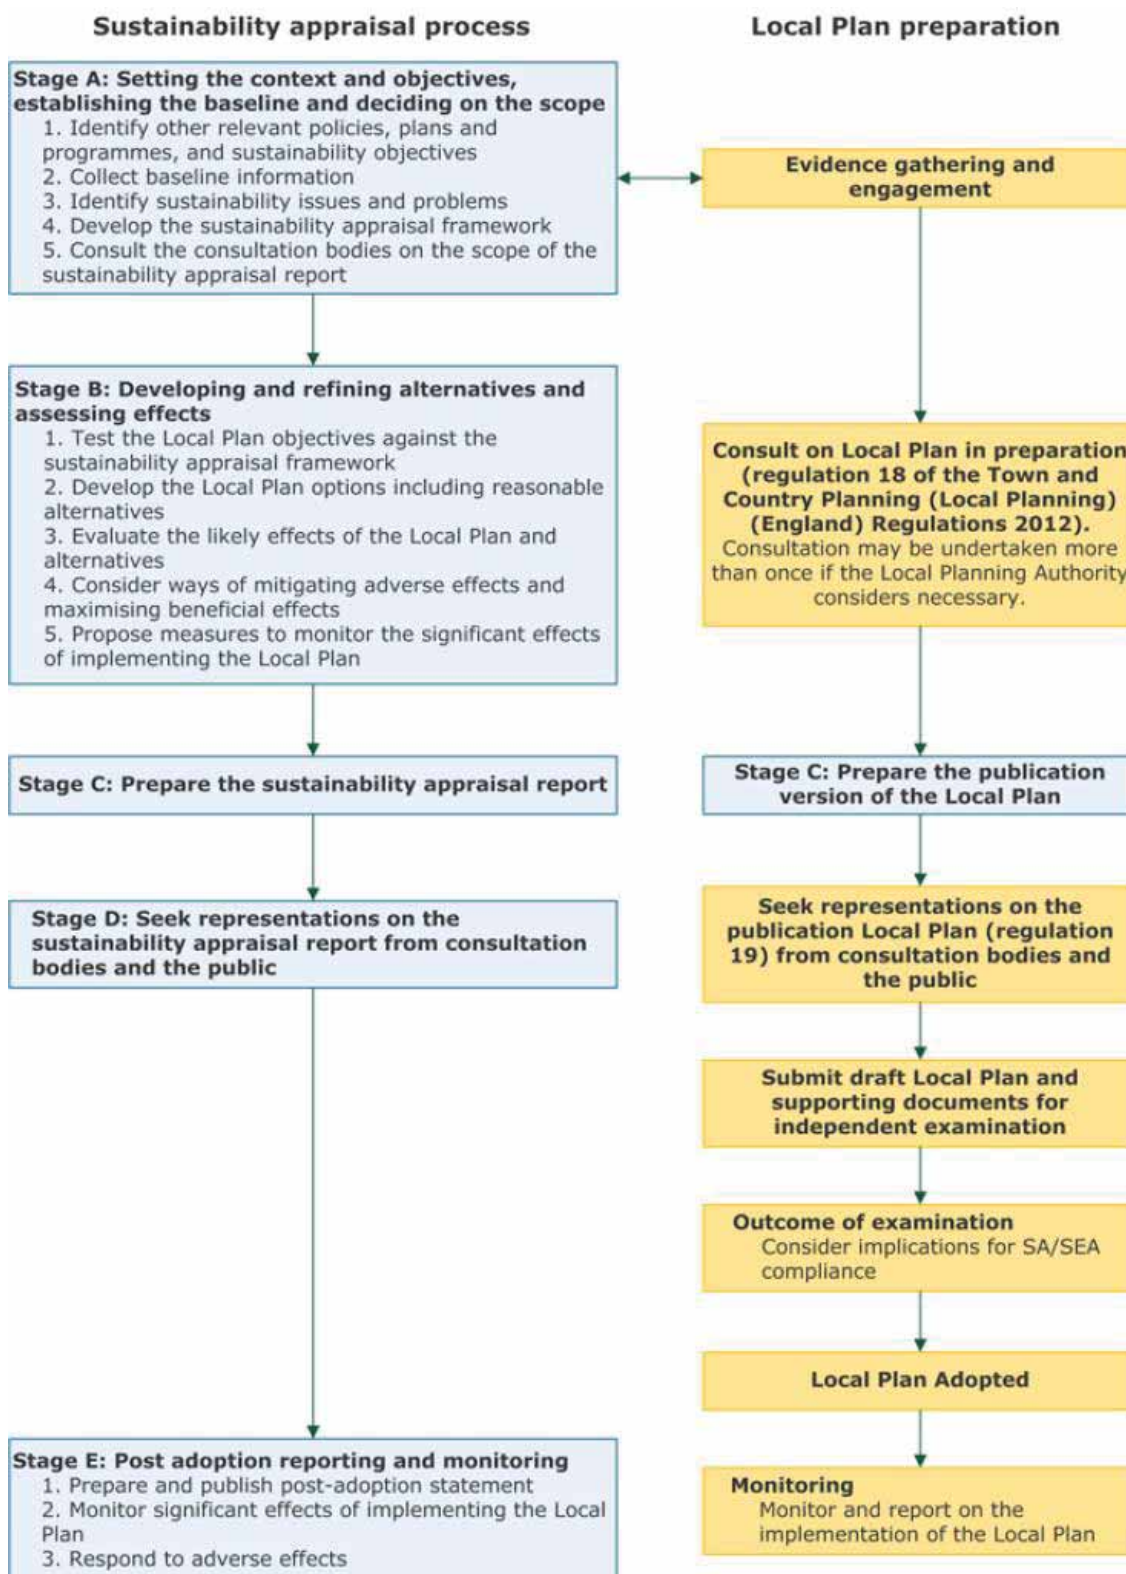 Sustainability appraisal process
Local Plan preparation
Stage A: Setting the context and objectives,
establishing the baseline and deciding on the scope
1. Identify other relevant policies, plans and
programmes, and sustainability objectives
2. Collect baseline information
3. Identify sustainability issues and problems
4. Develop the sustainability appraisal framework
5. Consult the consultation bodies on the scope of the
sustainability appraisal report
Evidence gathering and
engagement
Stage B: Developing and refining alternatives and
assessing effects
1. Test the Local Plan objectives against the
sustainability appraisal framework
2. Develop the Local Plan options including reasonable
alternatives
3. Evaluate the likely effects of the Local Plan and
alternatives
4. Consider ways of mitigating adverse effects and
maximising beneficial effects
5. Propose measures to monitor the significant effects
of implementing the Local Plan
Consult on Local Plan in preparation
(regulation 18 of the Town and
Country Planning (Local Planning)
(England) Regulations 2012).
Consultation may be undertaken more
than once if the Local Planning Authority
considers necessary.
Stage C: Prepare the sustainability appraisal report
Stage C: Prepare the publication
version of the Local Plan
Stage D: Seek representations on the
sustainability appraisal report from consultation
bodies and the public
Seek representations on the
publication Local Plan (regulation
19) from consultation bodies and
the public
Submit draft Local Plan and
supporting documents for
independent examination
Outcome of examination
Consider implications for SA/SEA
compliance
Local Plan Adopted
Stage E: Post adoption reporting and monitoring
1. Prepare and publish post-adoption statement
2. Monitor significant effects of implementing the Local
Plan
3. Respond to adverse effects
Monitoring
Monitor and report on the
implementation of the Local Plan